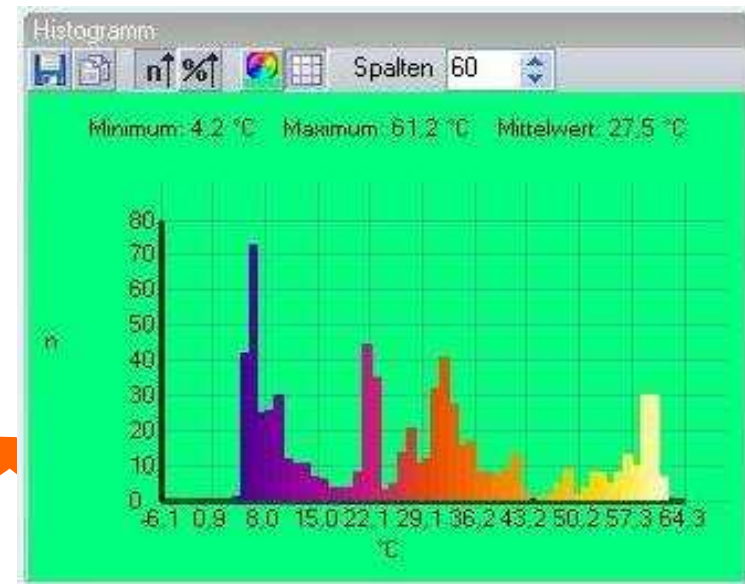 Histogramm
n↑ %↑ Spalten 60
Minimum: 4,2 °C Maximum: 61,2 °C Mittelwert: 27,5 °C
80
70
60
50
n
40
30
20
10
0
-6,1 0,9 8,0 15,0 22,1 29,1 36,2 43,2 50,2 57,3 64,3
°C